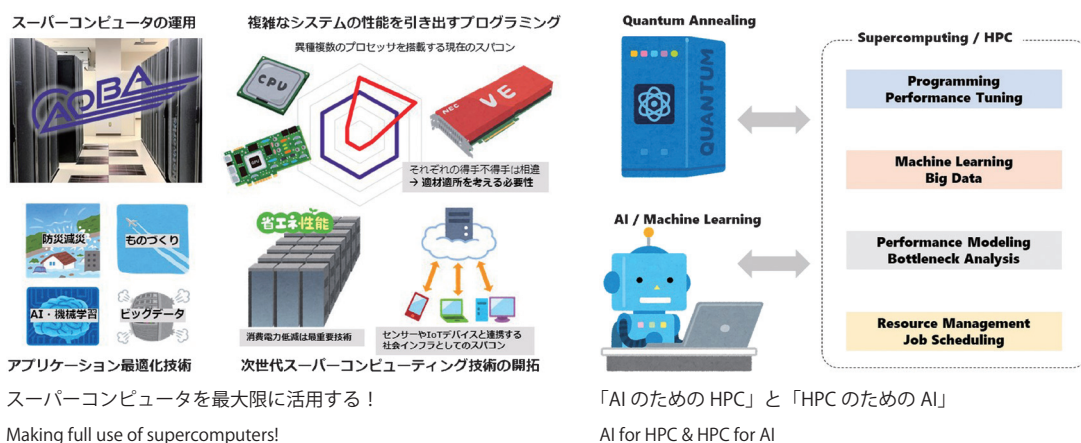 スーパーコンピュータの運用
AOBA
複雑なシステムの性能を引き出すプログラミング
異種複数のプロセッサを搭載する現在のスパコン
CPU
NEC
VE
それぞれの得手不得手は相違
→ 適材適所を考える必要性
防災減災
ものづくり
AI・機械学習
ビッグデータ
アプリケーション最適化技術
省エネ性能
消費電力低減は最重要技術
センサーやIoTデバイスと連携する
社会インフラとしてのスパコン
次世代スーパーコンピューティング技術の開拓
スーパーコンピュータを最大限に活用する!
Making full use of supercomputers!
Quantum Annealing
QUANTUM
AI / Machine Learning
Supercomputing / HPC
Programming
Performance Tuning
Machine Learning
Big Data
Performance Modeling
Bottleneck Analysis
Resource Management
Job Scheduling
「AI のための HPC」と「HPC のための AI」
AI for HPC & HPC for AI